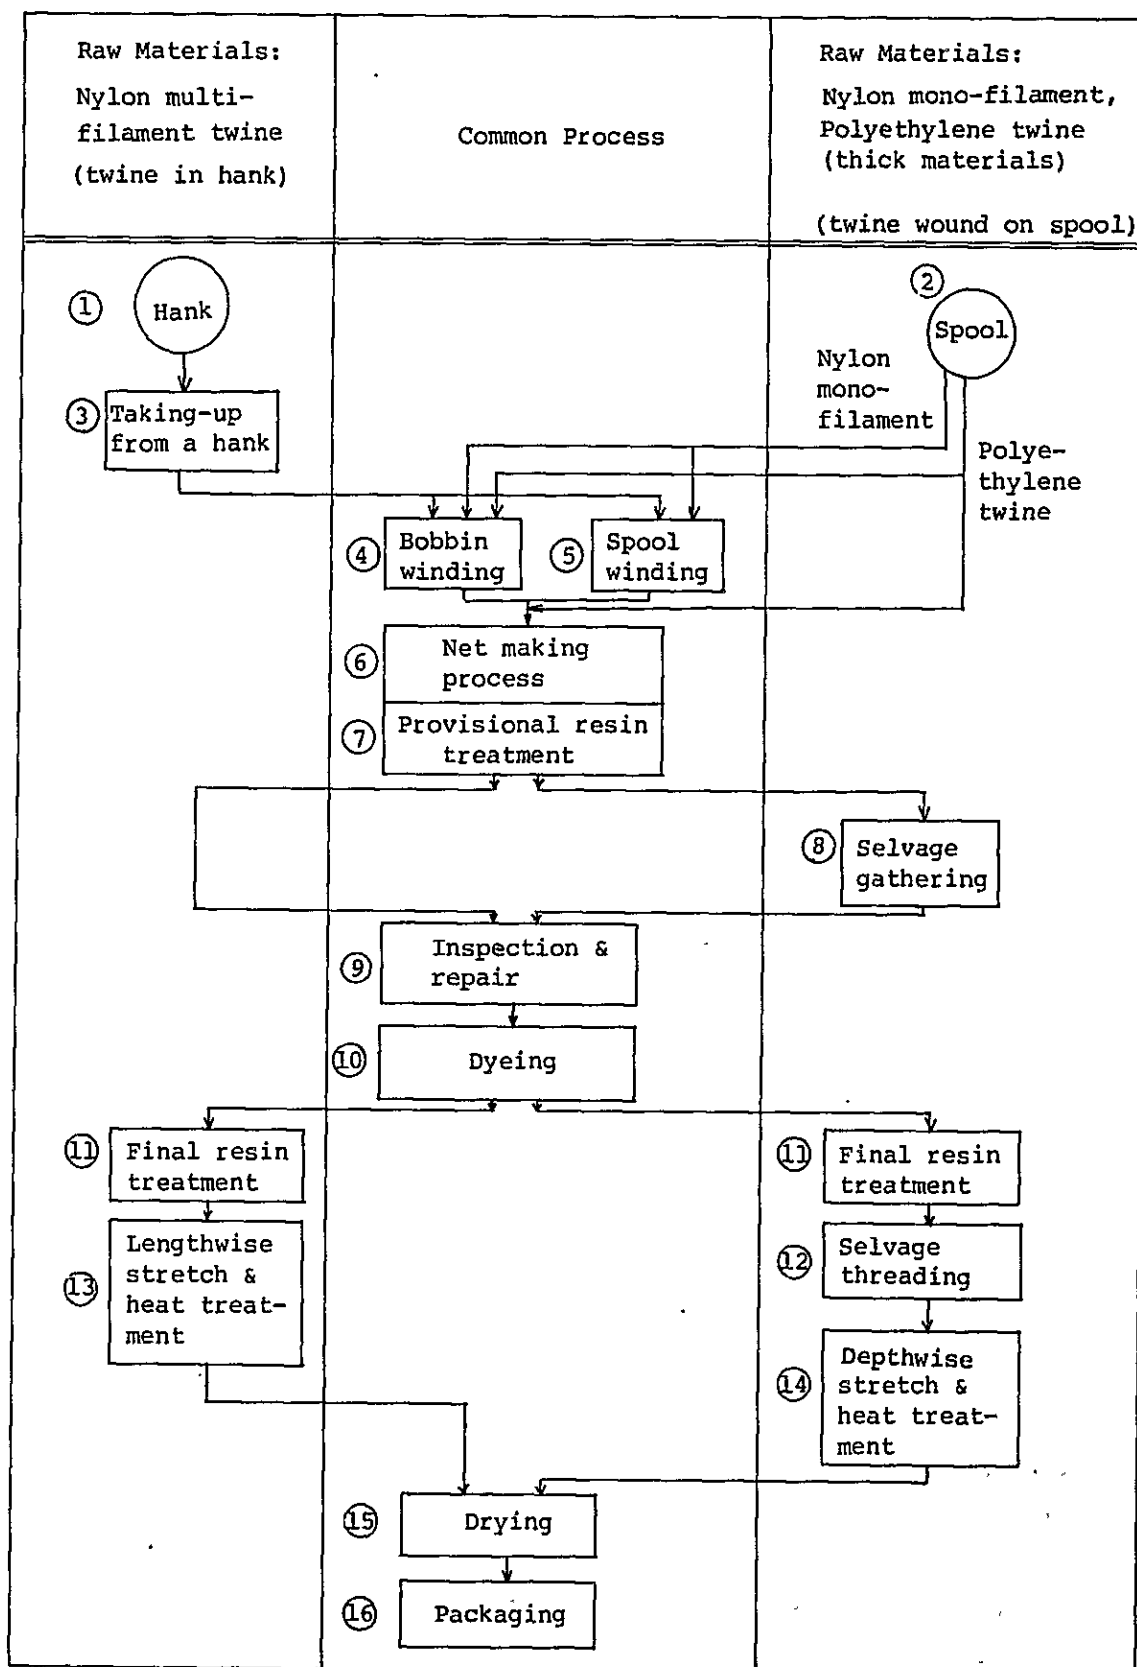 Raw Materials:
Nylon multi-
filament twine
(twine in hank)
Common Process
Raw Materials:
Nylon mono-filament,
Polyethylene twine
(thick materials)
(twine wound on spool)
1
Hank
2
Spool
Nylon
mono-
filament
Polye-
thylene
twine
3
Taking-up
from a hank
4
Bobbin
winding
5
Spool
winding
6
Net making
process
7
Provisional resin
treatment
8
Selvage
gathering
9
Inspection &
repair
10
Dyeing
11
Final resin
treatment
11
Final resin
treatment
12
Selvage
threading
13
Lengthwise
stretch &
heat treat-
ment
14
Depthwise
stretch &
heat treat-
ment
15
Drying
16
Packaging